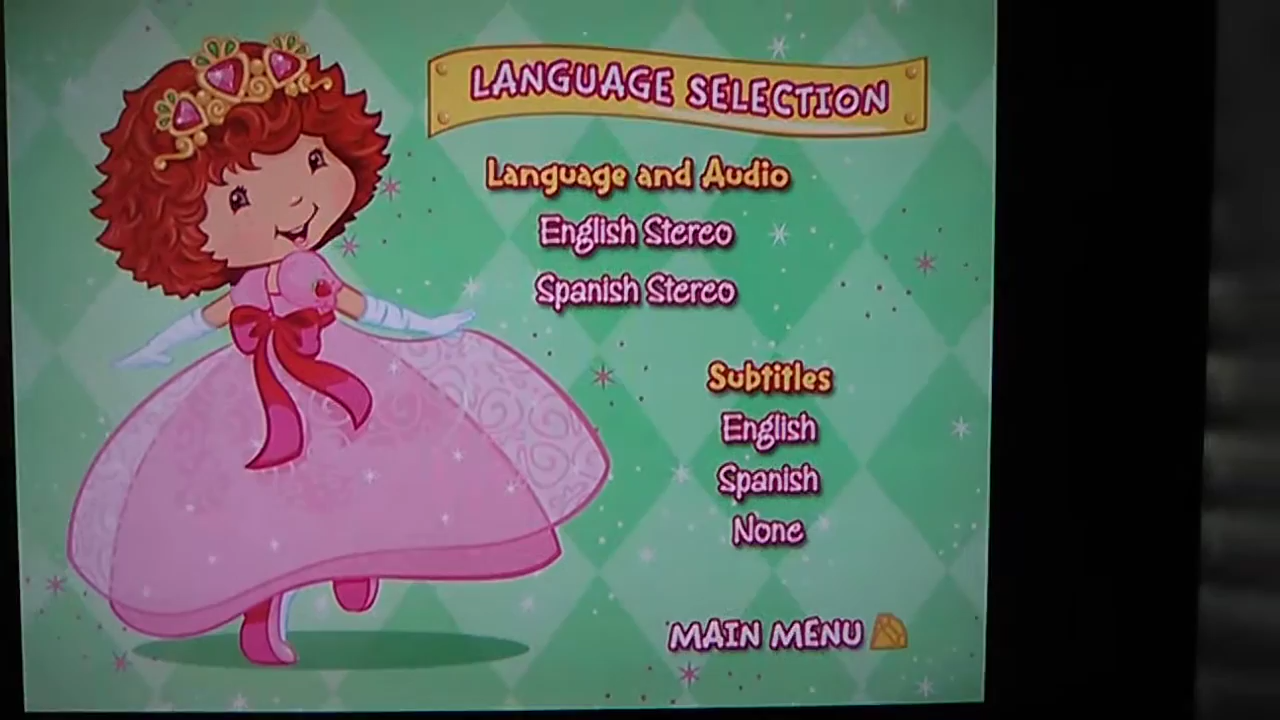 LANGUAGE SELECTION
Language and Audio
English Stereo
Spanish Stereo
Subtitles
English
Spanish
None
MAIN MENU